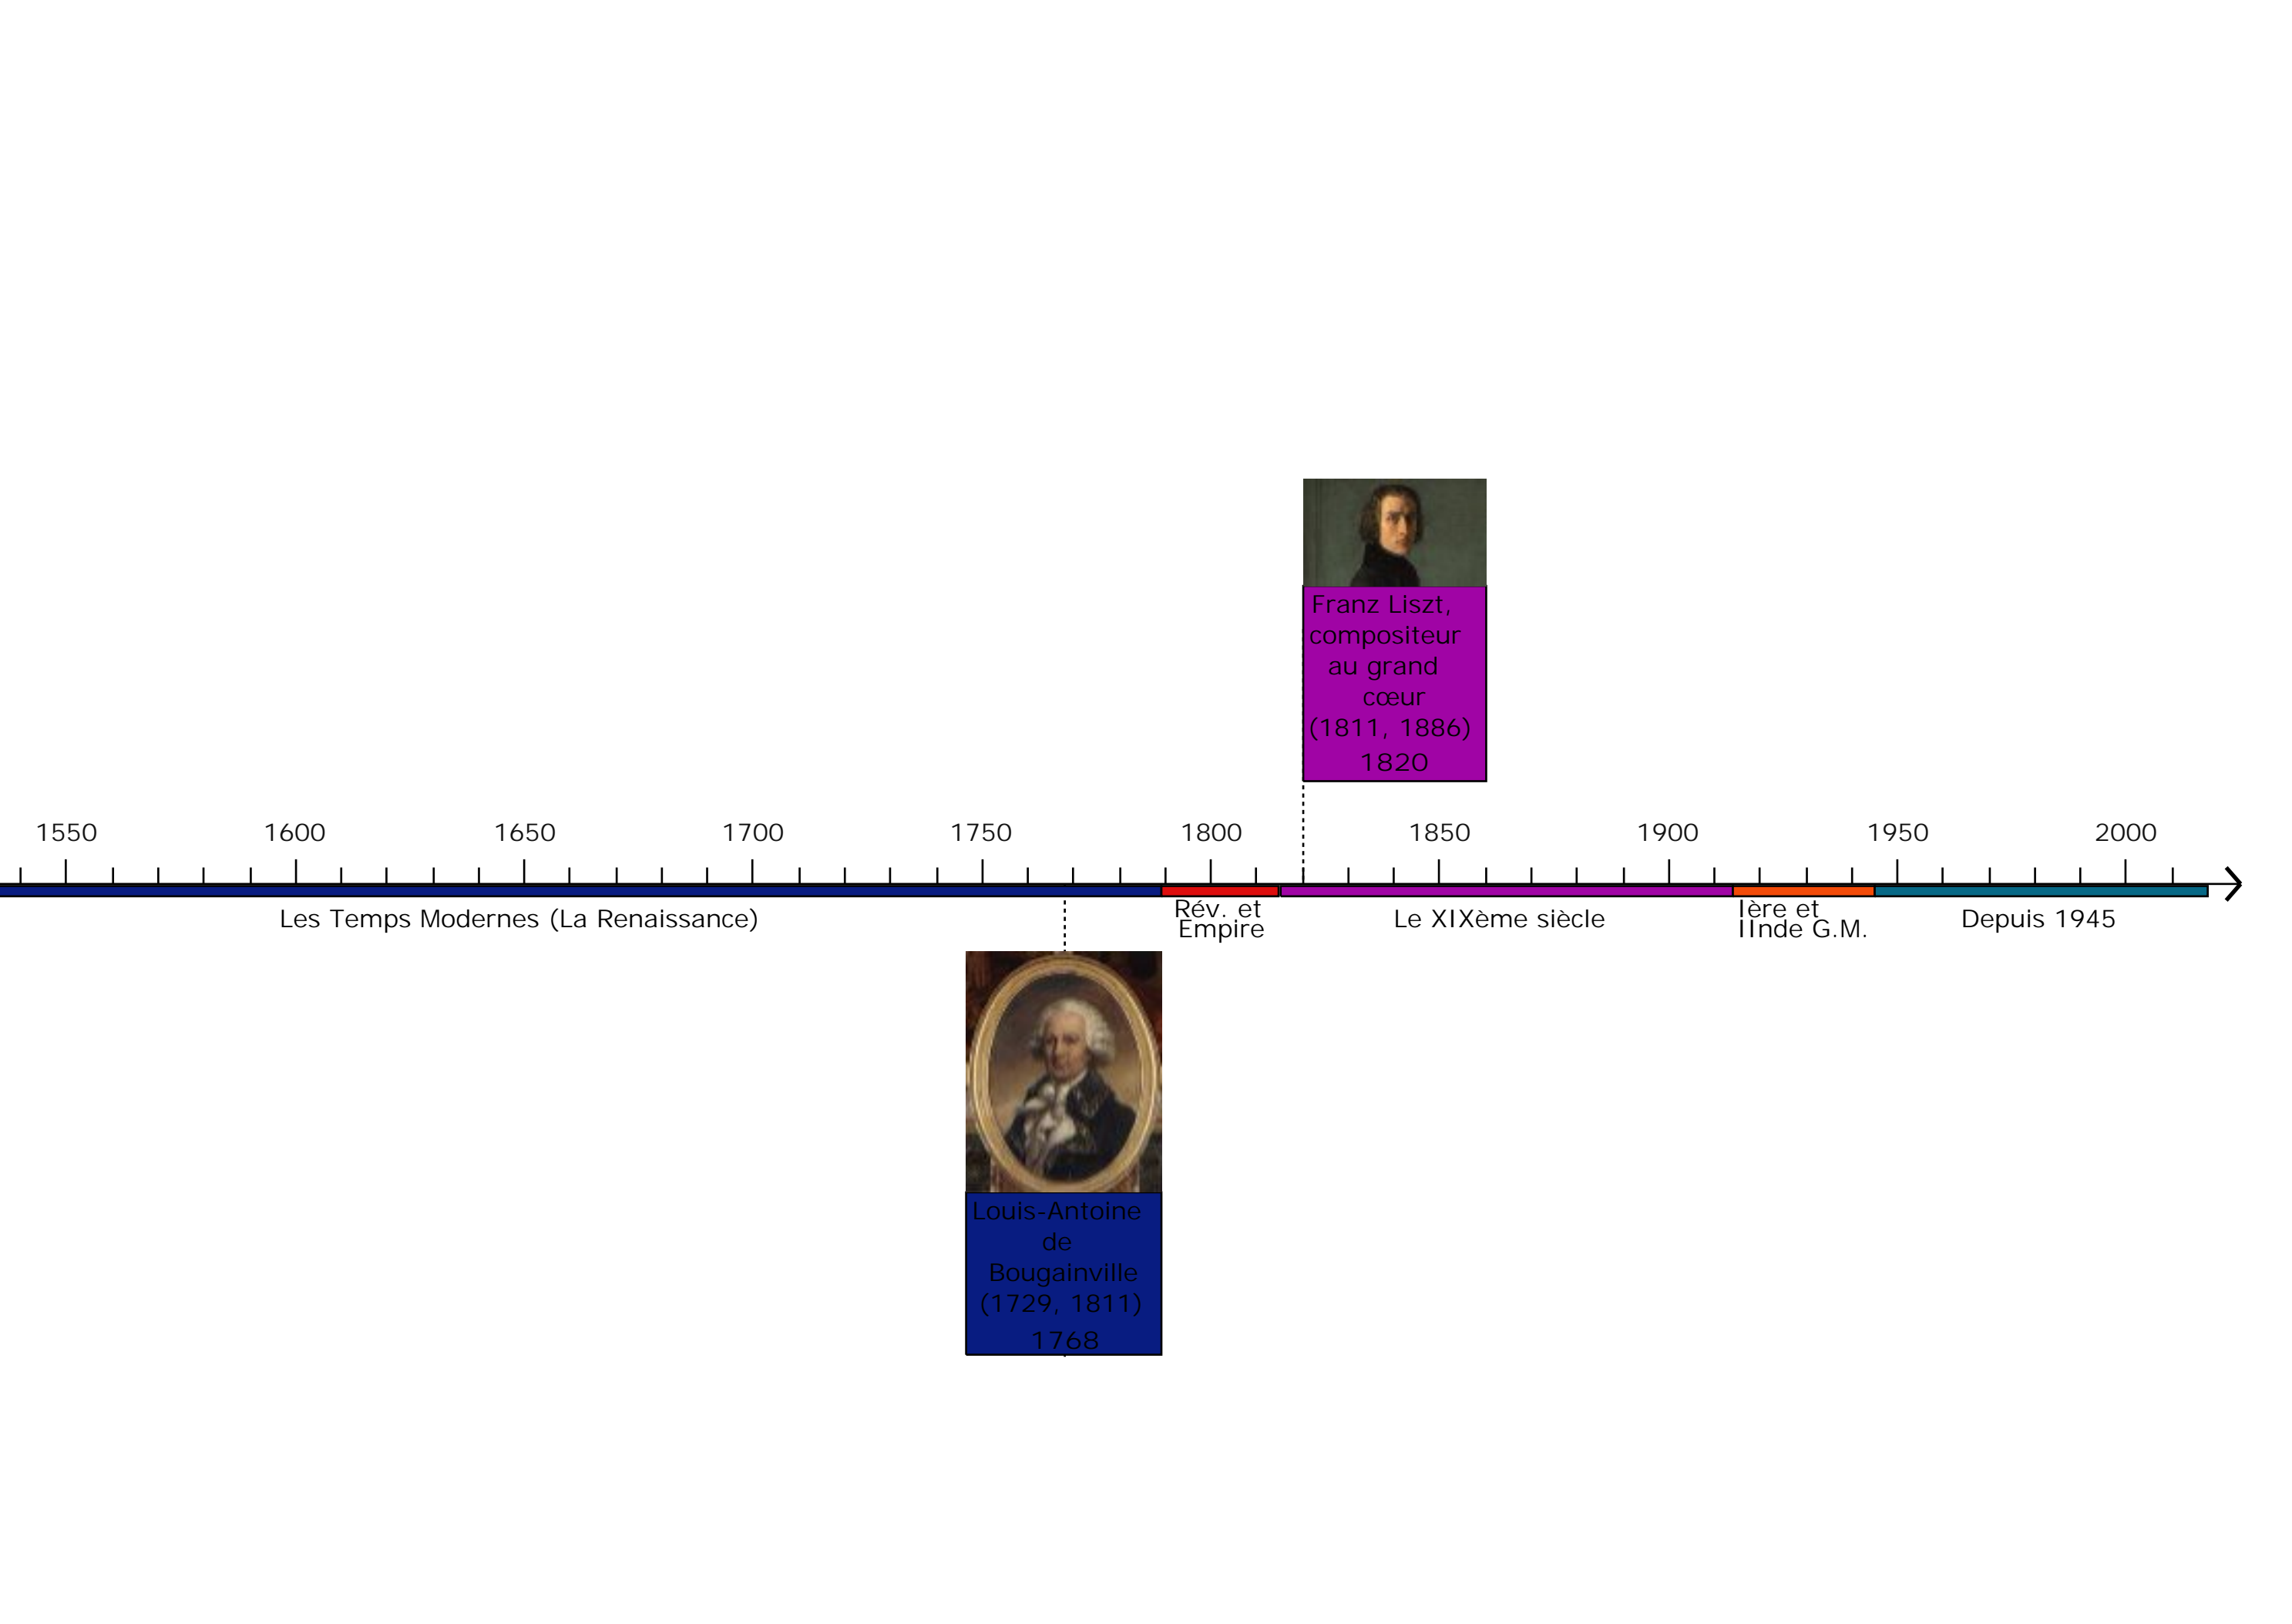 Franz Liszt,
compositeur
au grand
cœur
(1811, 1886)
1820
1550 1600 1650 1700 1750 1800 1850 1900 1950 2000
Les Temps Modernes (La Renaissance)
Rév. et
Empire
Le XIXème siècle
Ière et
IInde G.M.
Depuis 1945
Louis-Antoine
de
Bougainville
(1729, 1811)
1768